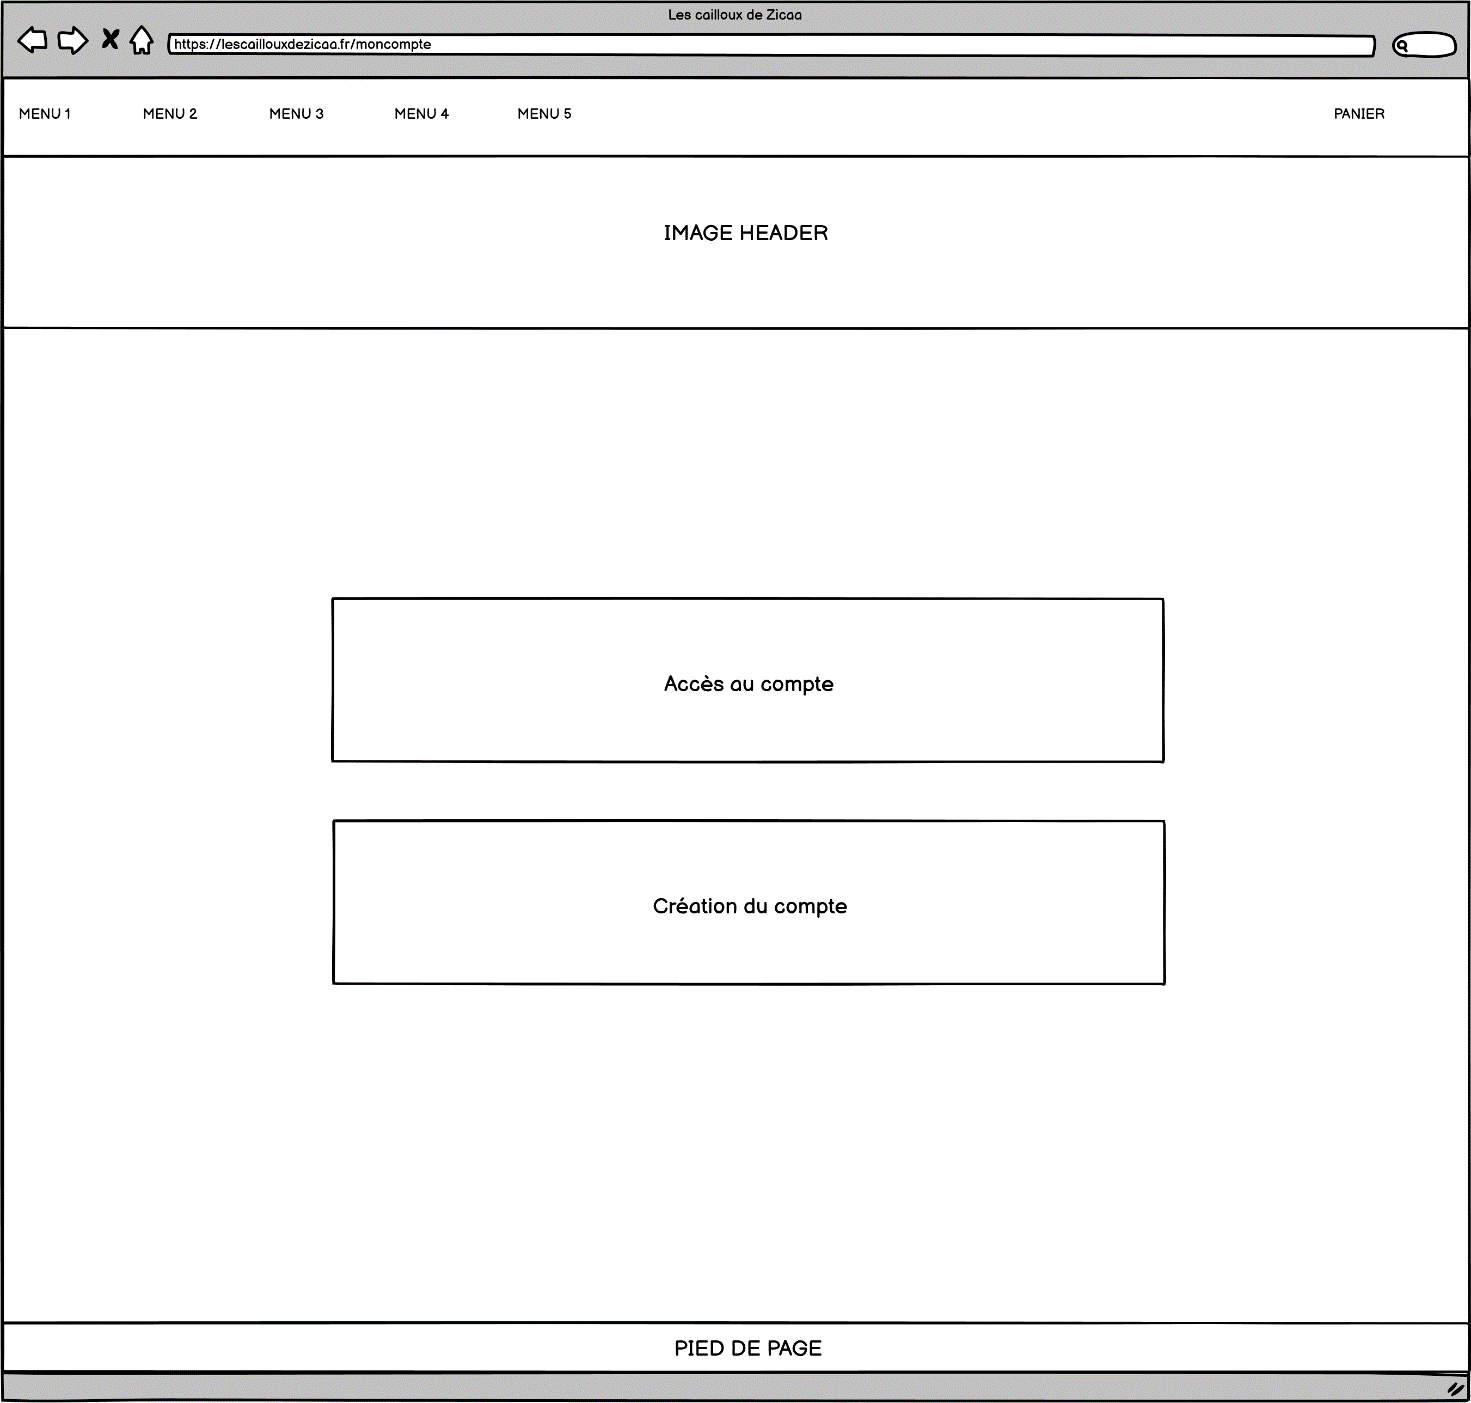 Les cailloux de Zicaa
https://lescaillouxdezicaa.fr/moncompte
MENU 1 MENU 2 MENU 3 MENU 4 MENU 5 PANIER
IMAGE HEADER
Accès au compte
Création du compte
PIED DE PAGE